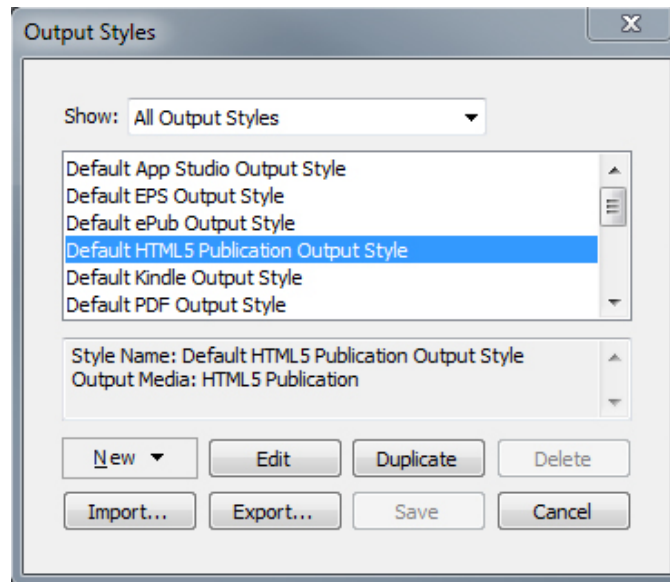 Output Styles
Show: All Output Styles
Default App Studio Output Style
Default EPS Output Style
Default ePub Output Style
Default HTML5 Publication Output Style
Default Kindle Output Style
Default PDF Output Style
Style Name: Default HTML5 Publication Output Style
Output Media: HTML5 Publication
New Edit Duplicate Delete
Import... Export... Save Cancel